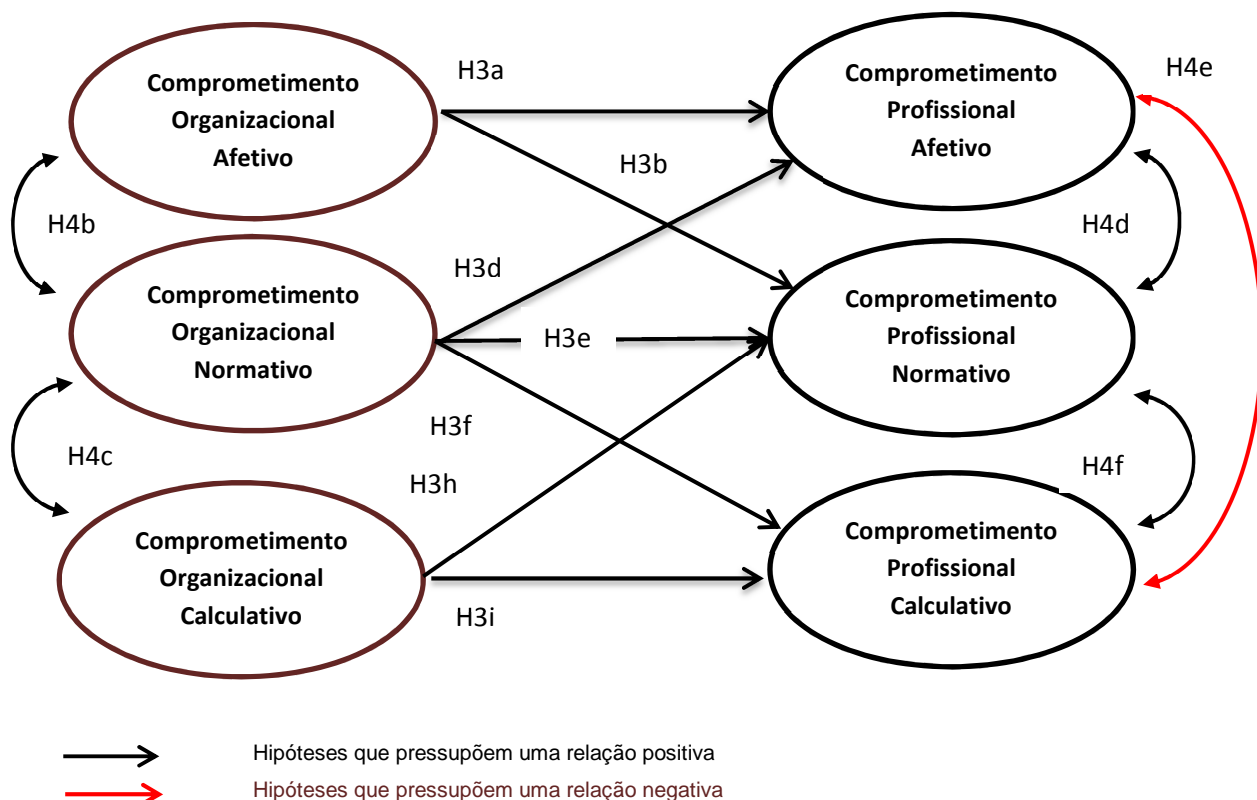 Comprometimento
Organizacional
Afetivo
H3a
Comprometimento
Profissional
Afetivo
H4e
H3b
H4b
H4d
H3d
Comprometimento
Organizacional
Normativo
H3e
Comprometimento
Profissional
Normativo
H3f
H4c
H4f
H3h
Comprometimento
Organizacional
Calculativo
Comprometimento
Profissional
Calculativo
H3i
Hipóteses que pressupõem uma relação positiva
Hipóteses que pressupõem uma relação negativa